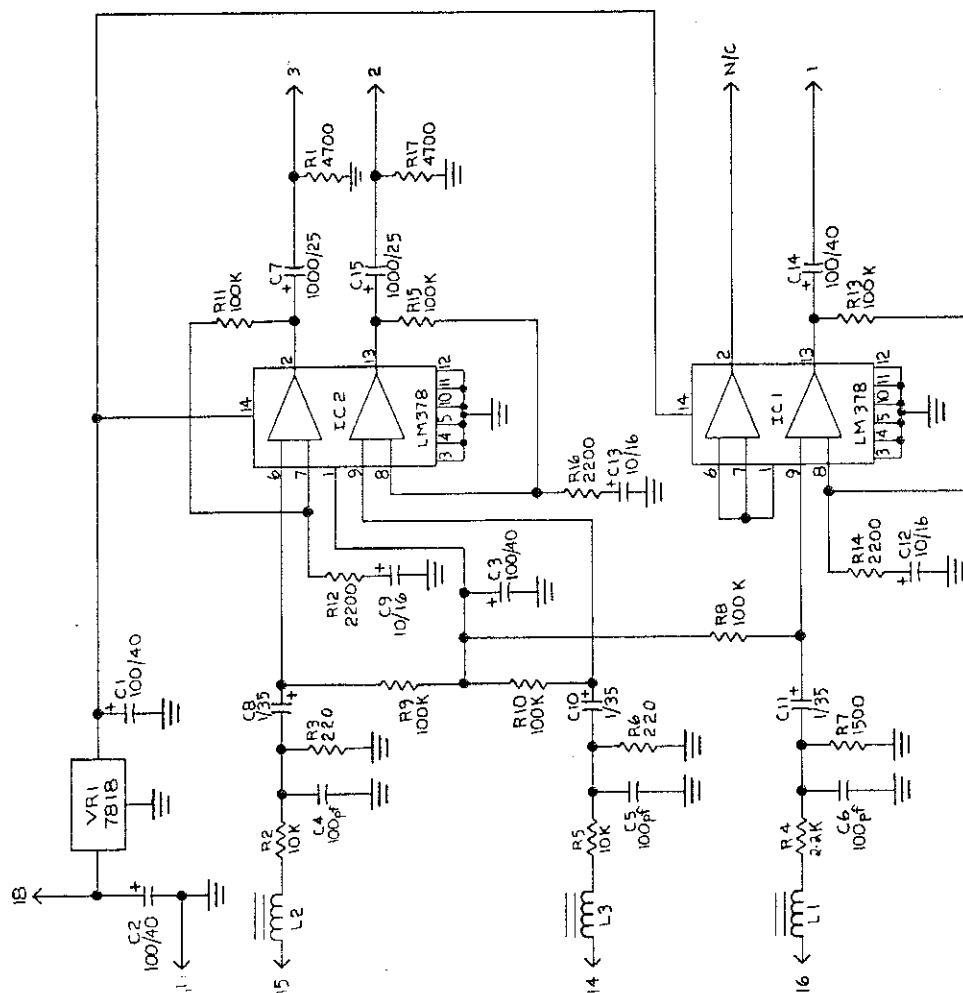 18
C2
100/40
11
VR1
7818
C1
100/40
3
R1
4700
2
R17
4700
C7
1000/25
C15
1000/25
R11
100K
R15
100K
14
2
13
IC2
LM378
6
7
1
9
8
3 4 5 10 11 12
R16
2200
C13
10/16
R12
2200
C9
10/16
C3
100/40
C8
1/35
R3
220
R9
100K
R10
100K
C10
1/35
R6
220
C4
100pf
R2
10K
L2
15
C5
100pf
R5
10K
L3
14
N/C
1
C14
100/40
R13
100K
14
2
13
IC1
LM378
6
7
1
9
8
3 4 5 10 11 12
R14
2200
C12
10/16
R8
100K
C11
1/35
R7
1500
C6
100pf
R4
2.2K
L1
16